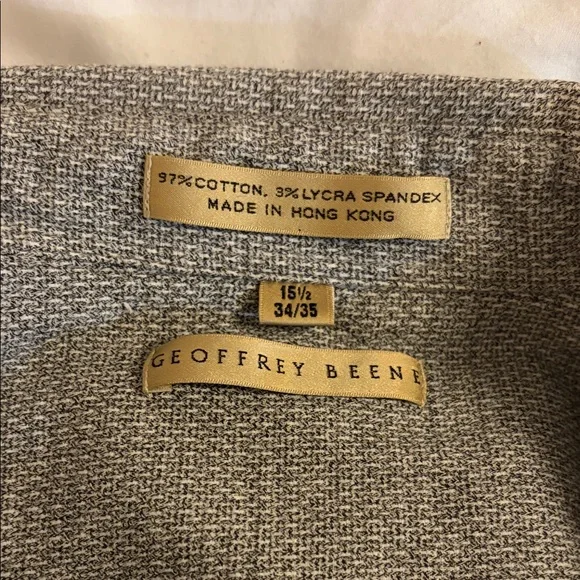 97% COTTON, 3% LYCRA SPANDEX
MADE IN HONG KONG
15½
34/35
GEOFFREY BEENE